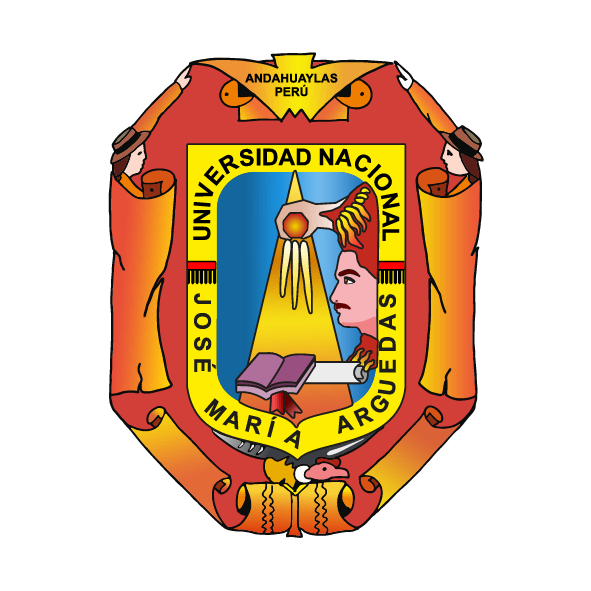 ANDAHUAYLAS
PERÚ
UNIVERSIDAD NACIONAL
JOSÉ MARÍA ARGUEDAS